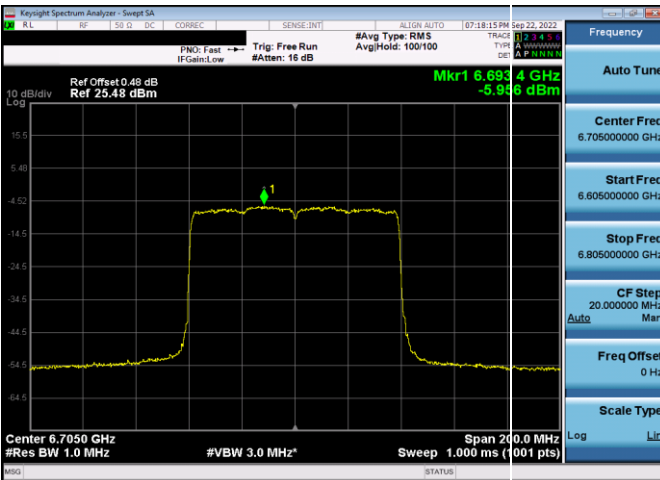 Keysight Spectrum Analyzer - Swept SA
RL RF 50 Ω DC CORREC SENSE:INT ALIGN AUTO 07:18:15 PM Sep 22, 2022
PNO: Fast
IFGain:Low
Trig: Free Run
#Atten: 16 dB
#Avg Type: RMS
Avg|Hold: 100/100
TRACE 1 2 3 4 5 6
TYPE A WWWWW
DET A P N N N N
Mkr1 6.693 4 GHz
-5.956 dBm
Ref Offset 0.48 dB
10 dB/div Ref 25.48 dBm
Log
15.5
5.48
-4.52
-14.5
-24.5
-34.5
-44.5
-54.5
-64.5
1
Center 6.7050 GHz Span 200.0 MHz
#Res BW 1.0 MHz #VBW 3.0 MHz* Sweep 1.000 ms (1001 pts)
MSG STATUS
Frequency
Auto Tune
Center Freq
6.705000000 GHz
Start Freq
6.605000000 GHz
Stop Freq
6.805000000 GHz
CF Step
20.000000 MHz
Auto Man
Freq Offset
0 Hz
Scale Type
Log Lin